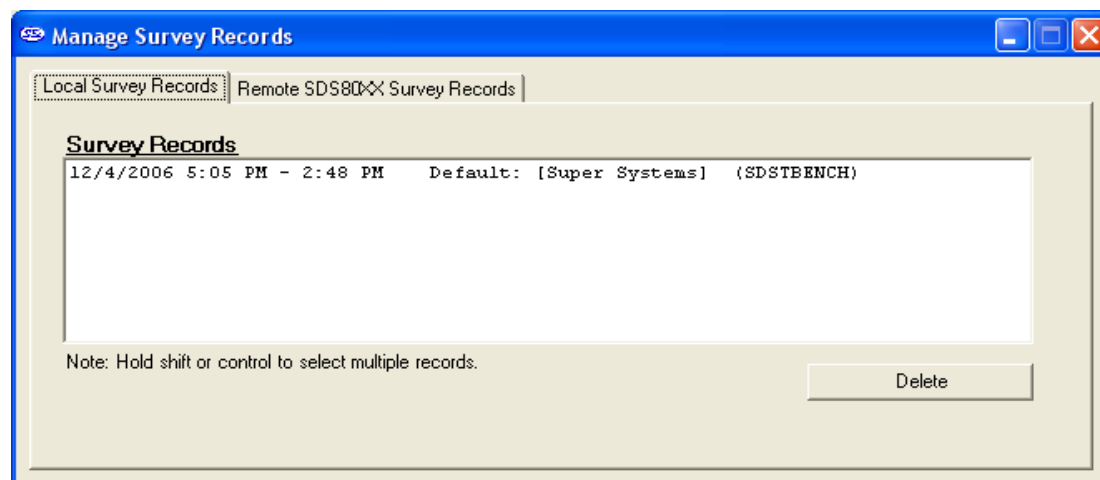 Manage Survey Records
Local Survey Records Remote SDS80XX Survey Records
Survey Records
12/4/2006 5:05 PM - 2:48 PM Default: [Super Systems] (SDSTBENCH)
Note: Hold shift or control to select multiple records.
Delete